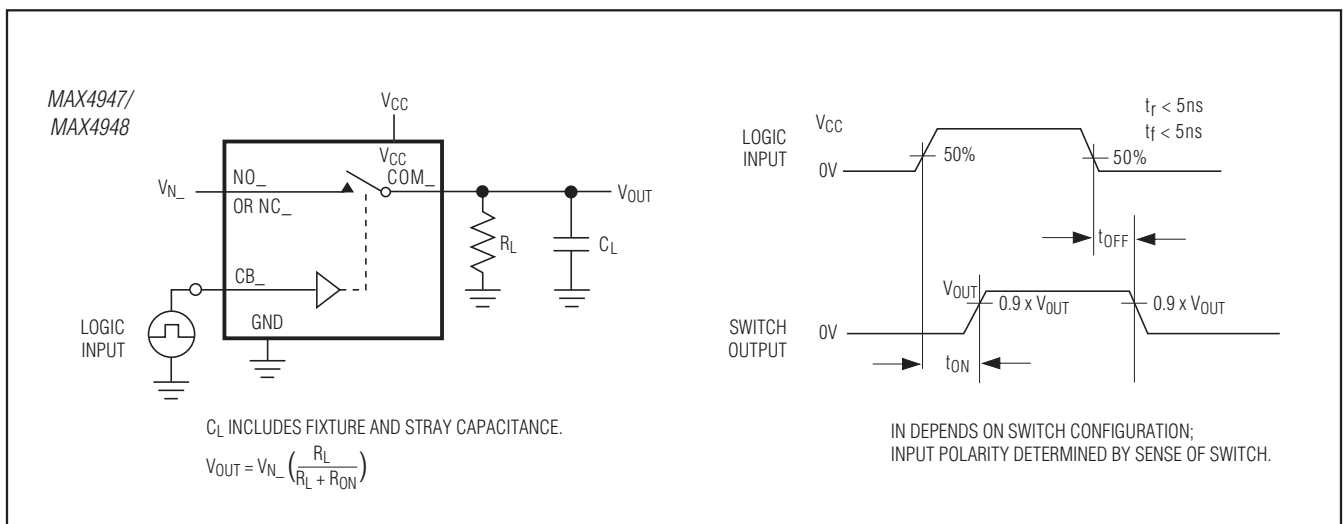 MAX4947/
MAX4948
VCC
VCC
NO_
COM_
VN_
OR NC_
VOUT
RL
CL
CB_
LOGIC
INPUT
GND
CL INCLUDES FIXTURE AND STRAY CAPACITANCE.
VOUT = VN_ (RL / RL + RON)
tr < 5ns
tf < 5ns
LOGIC
INPUT
VCC
0V
50%
50%
tOFF
VOUT
0.9 x VOUT
0.9 x VOUT
SWITCH
OUTPUT
0V
tON
IN DEPENDS ON SWITCH CONFIGURATION;
INPUT POLARITY DETERMINED BY SENSE OF SWITCH.